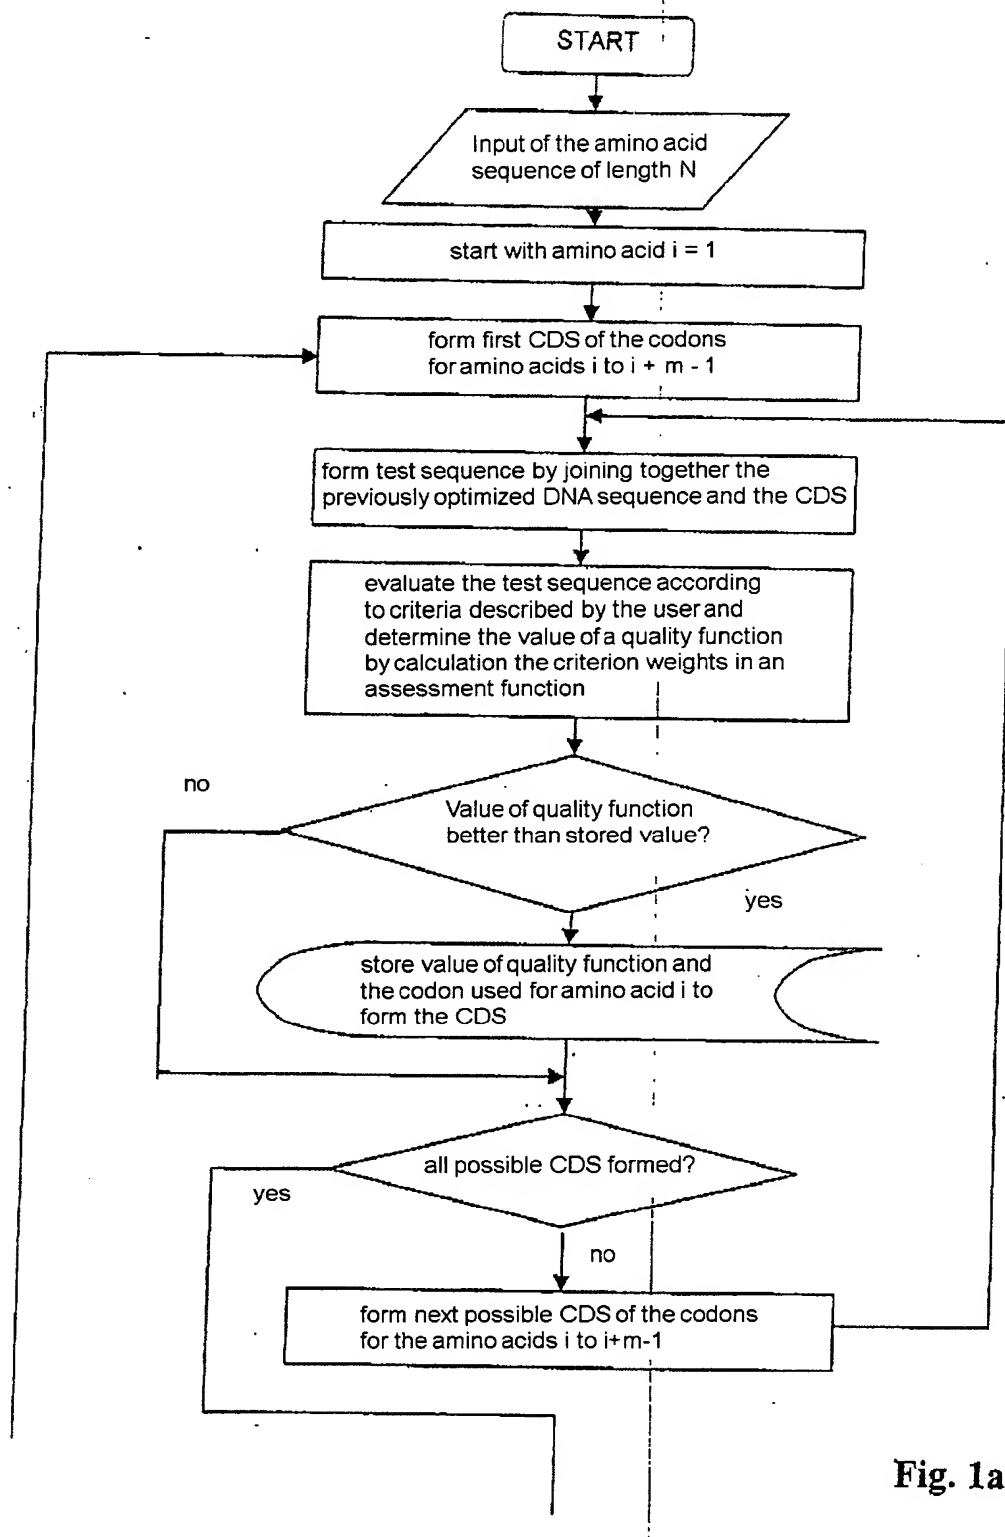 START
Input of the amino acid
sequence of length N
start with amino acid i = 1
form first CDS of the codons
for amino acids i to i + m - 1
form test sequence by joining together the
previously optimized DNA sequence and the CDS
evaluate the test sequence according
to criteria described by the user and
determine the value of a quality function
by calculation the criterion weights in an
assessment function
no
Value of quality function
better than stored value?
yes
store value of quality function and
the codon used for amino acid i to
form the CDS
all possible CDS formed?
yes
no
form next possible CDS of the codons
for the amino acids i to i+m-1
Fig. 1a